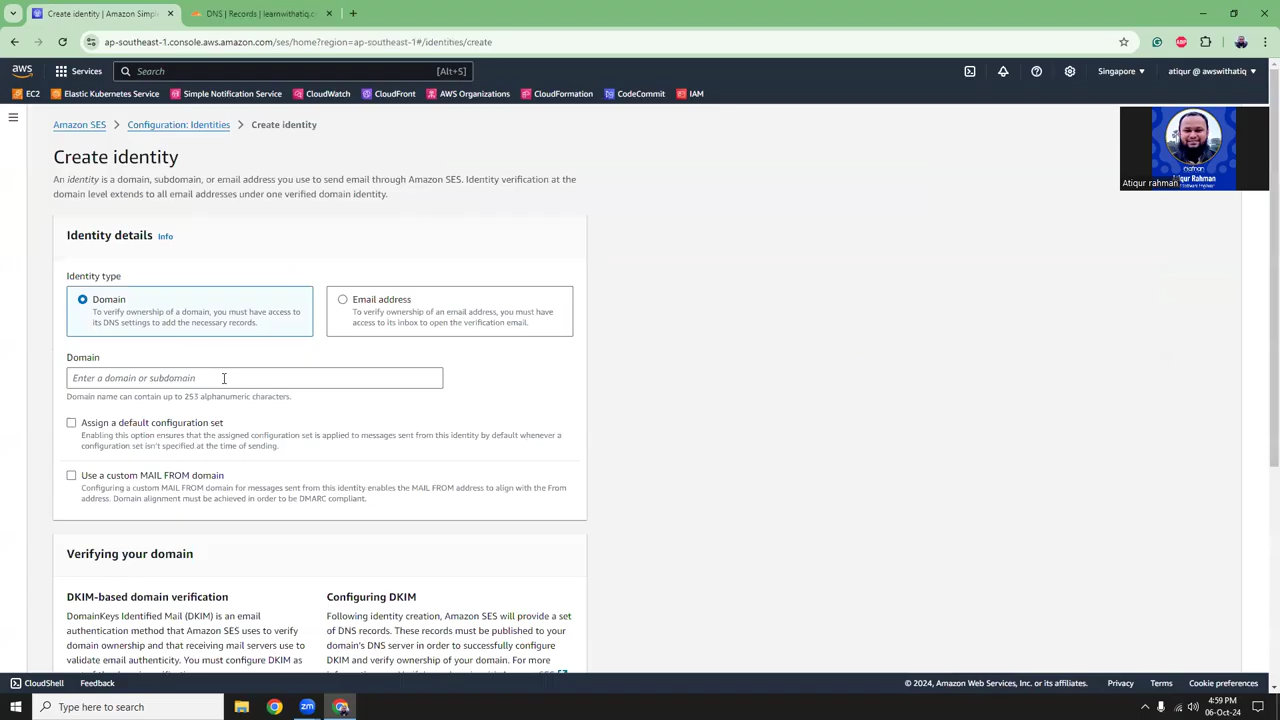 Create identity | Amazon Simpl
DNS | Records | learnwithatiq.c
ap-southeast-1.console.aws.amazon.com/ses/home?region=ap-southeast-1#/identities/create
aws Services Search [Alt+S] Singapore atiqur @ awswithatiq
EC2 Elastic Kubernetes Service Simple Notification Service CloudWatch CloudFront AWS Organizations CloudFormation CodeCommit IAM
Amazon SES > Configuration: Identities > Create identity
Create identity
An identity is a domain, subdomain, or email address you use to send email through Amazon SES. Identity verification at the
domain level extends to all email addresses under one verified domain identity.
Atiqur rahman
Identity details Info
Identity type
Domain
To verify ownership of a domain, you must have access to
its DNS settings to add the necessary records.
Email address
To verify ownership of an email address, you must have
access to its inbox to open the verification email.
Domain
Enter a domain or subdomain
Domain name can contain up to 253 alphanumeric characters.
Assign a default configuration set
Enabling this option ensures that the assigned configuration set is applied to messages sent from this identity by default whenever a
configuration set isn't specified at the time of sending.
Use a custom MAIL FROM domain
Configuring a custom MAIL FROM domain for messages sent from this identity enables the MAIL FROM address to align with the From
address. Domain alignment must be achieved in order to be DMARC compliant.
Verifying your domain
DKIM-based domain verification
DomainKeys Identified Mail (DKIM) is an email
authentication method that Amazon SES uses to verify
domain ownership and that receiving mail servers use to
validate email authenticity. You must configure DKIM as
Configuring DKIM
Following identity creation, Amazon SES will provide a set
of DNS records. These records must be published to your
domain's DNS server in order to successfully configure
DKIM and verify ownership of your domain. For more
CloudShell Feedback © 2024, Amazon Web Services, Inc. or its affiliates. Privacy Terms Cookie preferences
Type here to search
zm
4:59 PM
06-Oct-24